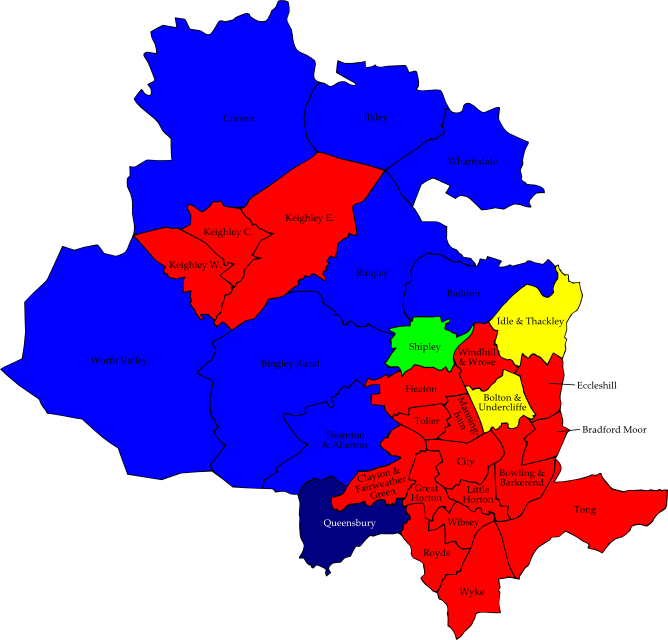 Craven
Ilkley
Wharfedale
Keighley E.
Keighley C.
Keighley W.
Bingley
Baildon
Idle & Thackley
Shipley
Windhill
& Wrose
Worth Valley
Bingley Rural
Eccleshill
Heaton
Bolton &
Undercliffe
Manning-
ham
Toller
Bradford Moor
Thornton
& Allerton
City
Clayton &
Fairweather
Green
Bowling &
Barkerend
Great
Horton
Little
Horton
Tong
Queensbury
Wibsey
Royds
Wyke